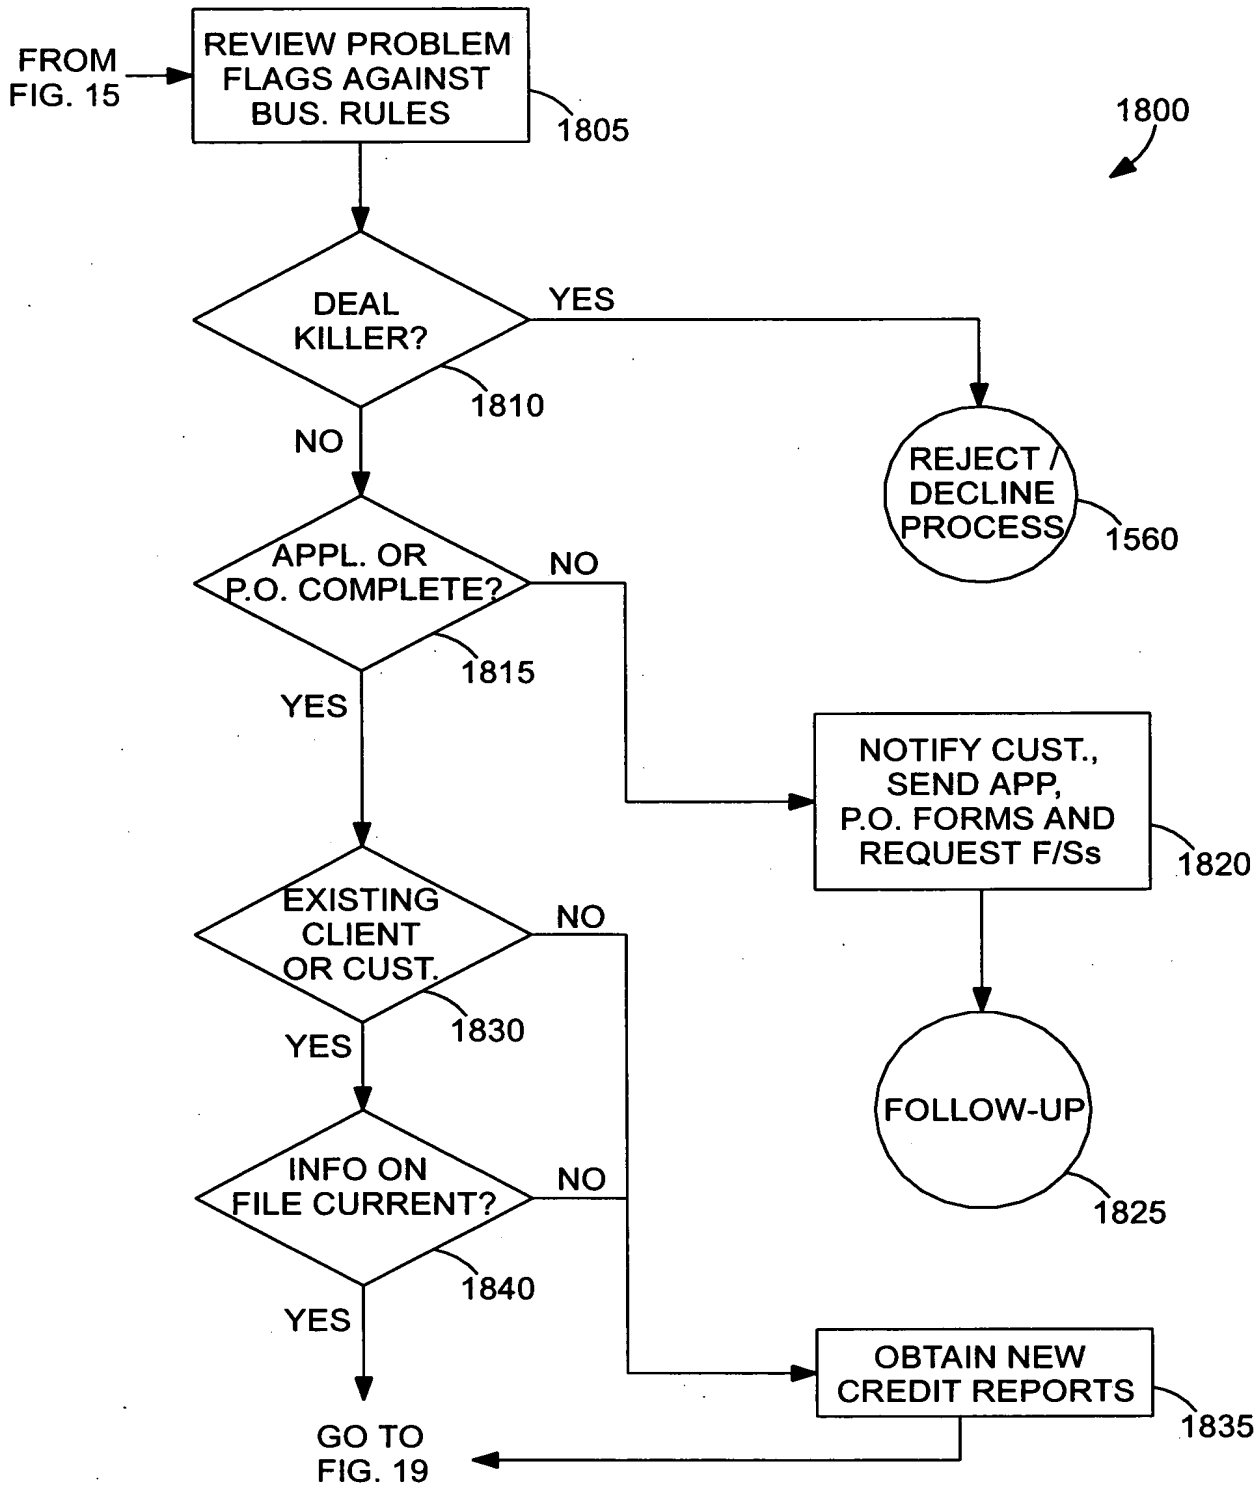 FROM
FIG. 15
REVIEW PROBLEM
FLAGS AGAINST
BUS. RULES
1805
1800
DEAL
KILLER?
YES
1810
NO
REJECT /
DECLINE
PROCESS
1560
APPL. OR
P.O. COMPLETE?
NO
1815
YES
NOTIFY CUST.,
SEND APP,
P.O. FORMS AND
REQUEST F/Ss
1820
EXISTING
CLIENT
OR CUST.
NO
1830
YES
FOLLOW-UP
1825
INFO ON
FILE CURRENT?
NO
1840
YES
OBTAIN NEW
CREDIT REPORTS
1835
GO TO
FIG. 19